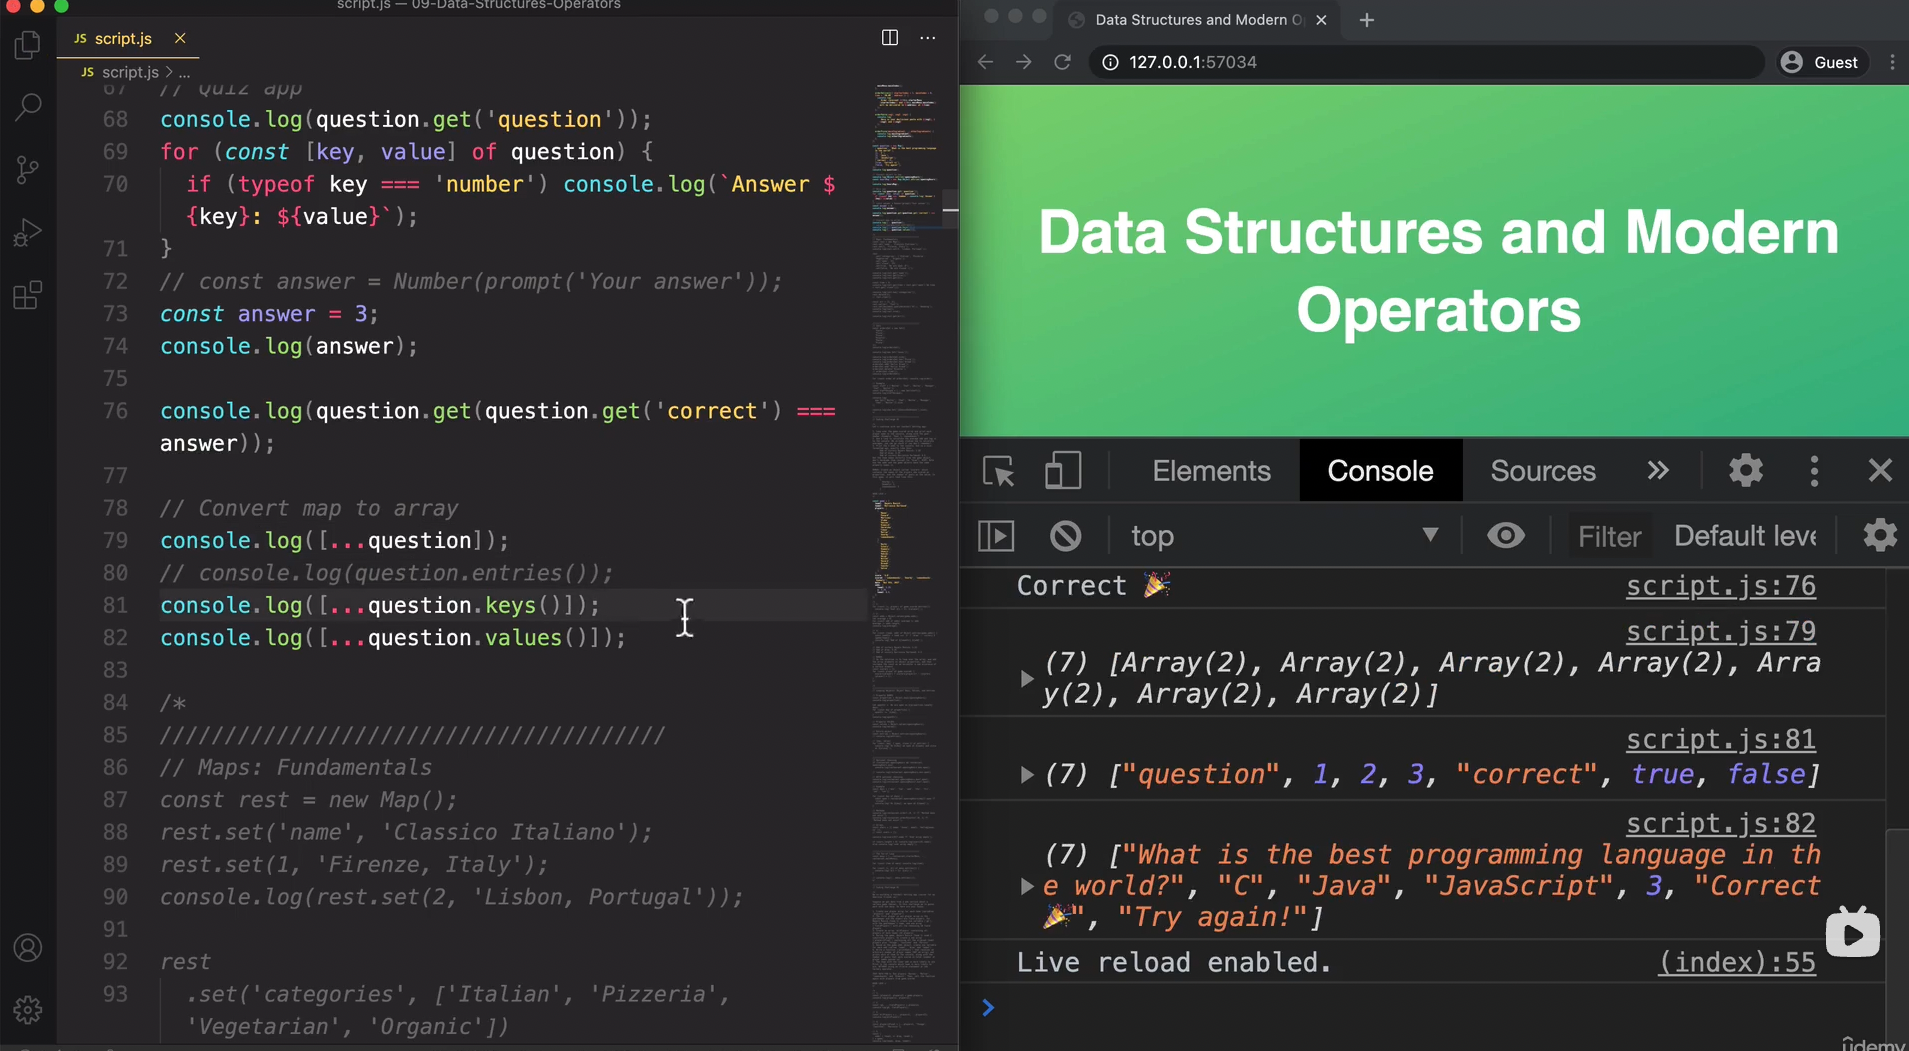 script.js — 09-Data-Structures-Operators
JS script.js
JS script.js > ...
67 // Quiz app
68 console.log(question.get('question'));
69 for (const [key, value] of question) {
70 if (typeof key === 'number') console.log(`Answer $
{key}: ${value}`);
71 }
72 // const answer = Number(prompt('Your answer'));
73 const answer = 3;
74 console.log(answer);
75
76 console.log(question.get(question.get('correct') ===
answer));
77
78 // Convert map to array
79 console.log([...question]);
80 // console.log(question.entries());
81 console.log([...question.keys()]);
82 console.log([...question.values()]);
83
84 /*
85 ///////////////////////////////////////
86 // Maps: Fundamentals
87 const rest = new Map();
88 rest.set('name', 'Classico Italiano');
89 rest.set(1, 'Firenze, Italy');
90 console.log(rest.set(2, 'Lisbon, Portugal'));
91
92 rest
93 .set('categories', ['Italian', 'Pizzeria',
'Vegetarian', 'Organic'])
Data Structures and Modern O
127.0.0.1:57034
Guest
Data Structures and Modern
Operators
Elements Console Sources
top Filter Default leve
Correct 🎉 script.js:76
script.js:79
(7) [Array(2), Array(2), Array(2), Array(2), Arra
y(2), Array(2), Array(2)]
script.js:81
(7) ["question", 1, 2, 3, "correct", true, false]
script.js:82
(7) ["What is the best programming language in th
e world?", "C", "Java", "JavaScript", 3, "Correct
🎉", "Try again!"]
Live reload enabled. (index):55
ûdemy